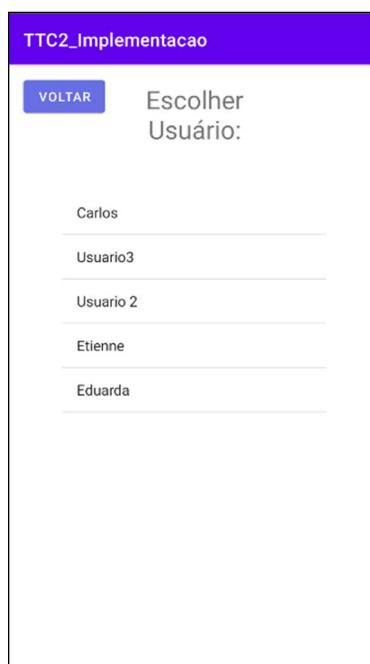 TTC2_Implementacao
VOLTAR
Escolher
Usuário:
Carlos
Usuario3
Usuario 2
Etienne
Eduarda